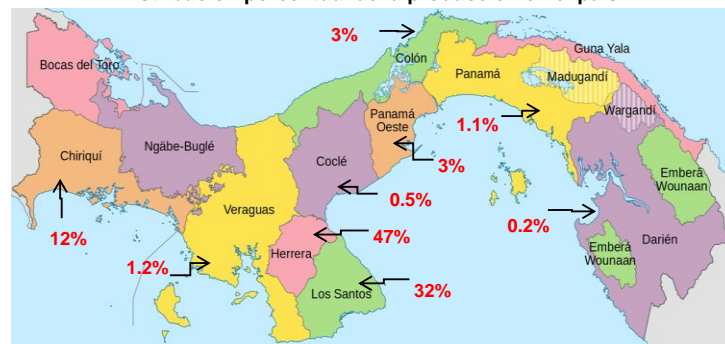 3%
Guna Yala
Bocas del Toro
Colón
Panamá
Madugandí
Wargandí
1.1%
Panamá
Oeste
Ngäbe-Buglé
Chiriquí
Coclé
3%
Emberá
Wounaan
0.5%
Veraguas
0.2%
12%
47%
Herrera
Emberá
Wounaan
Darién
1.2%
Los Santos
32%